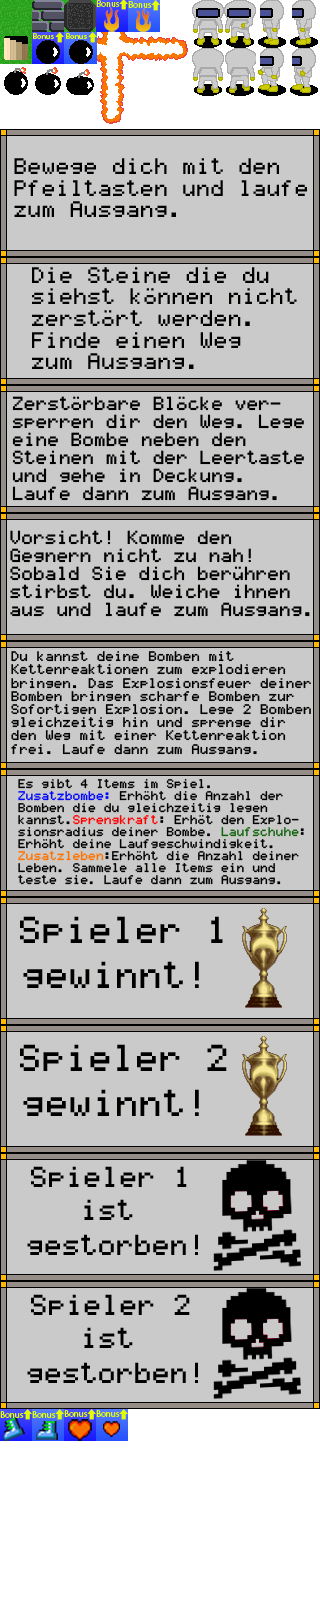 Bonus
Bonus
Bonus
Bonus
Bewege dich mit den
Pfeiltasten und laufe
zum Ausgang.
Die Steine die du
siehst können nicht
zerstört werden.
Finde einen Weg
zum Ausgang.
Zerstörbare Blöcke ver-
sperren dir den Weg. Lege
eine Bombe neben den
Steinen mit der Leertaste
und gehe in Deckung.
Laufe dann zum Ausgang.
Vorsicht! Komme den
Gegnern nicht zu nah!
Sobald Sie dich berühren
stirbst du. Weiche ihnen
aus und laufe zum Ausgang.
Du kannst deine Bomben mit
Kettenreaktionen zum explodieren
bringen. Das Explosionsfeuer deiner
Bomben bringen scharfe Bomben zur
Sofortigen Explosion. Lege 2 Bomben
gleichzeitig hin und sprenge dir
den Weg mit einer Kettenreaktion
frei. Laufe dann zum Ausgang.
Es gibt 4 Items im Spiel.
Zusatzbombe: Erhöht die Anzahl der
Bomben die du gleichzeitig legen
kannst.Sprengkraft: Erhöt den Explo-
sionsradius deiner Bombe. Laufschuhe:
Erhöht deine Laufgeschwindigkeit.
Zusatzleben:Erhöht die Anzahl deiner
Leben. Sammele alle Items ein und
teste sie. Laufe dann zum Ausgang.
Spieler 1
gewinnt!
Spieler 2
gewinnt!
Spieler 1
ist
gestorben!
Spieler 2
ist
gestorben!
Bonus
Bonus
Bonus
Bonus